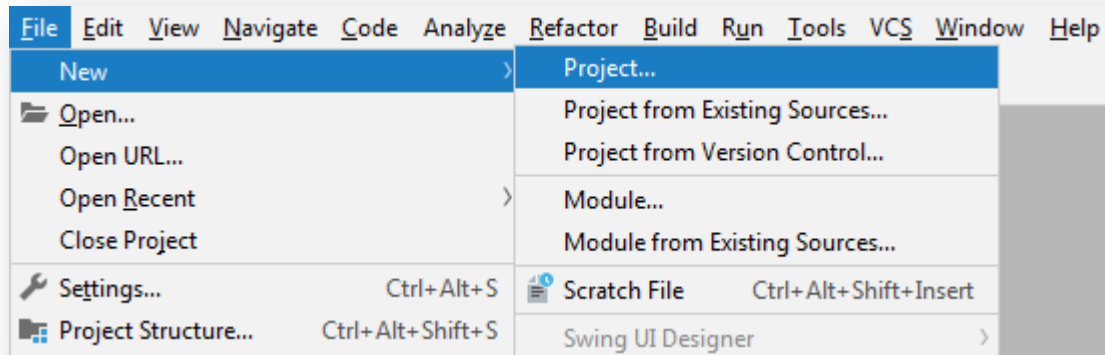 File Edit View Navigate Code Analyze Refactor Build Run Tools VCS Window Help
New
Open...
Open URL...
Open Recent
Close Project
Settings... Ctrl+Alt+S
Project Structure... Ctrl+Alt+Shift+S
Project...
Project from Existing Sources...
Project from Version Control...
Module...
Module from Existing Sources...
Scratch File Ctrl+Alt+Shift+Insert
Swing UI Designer